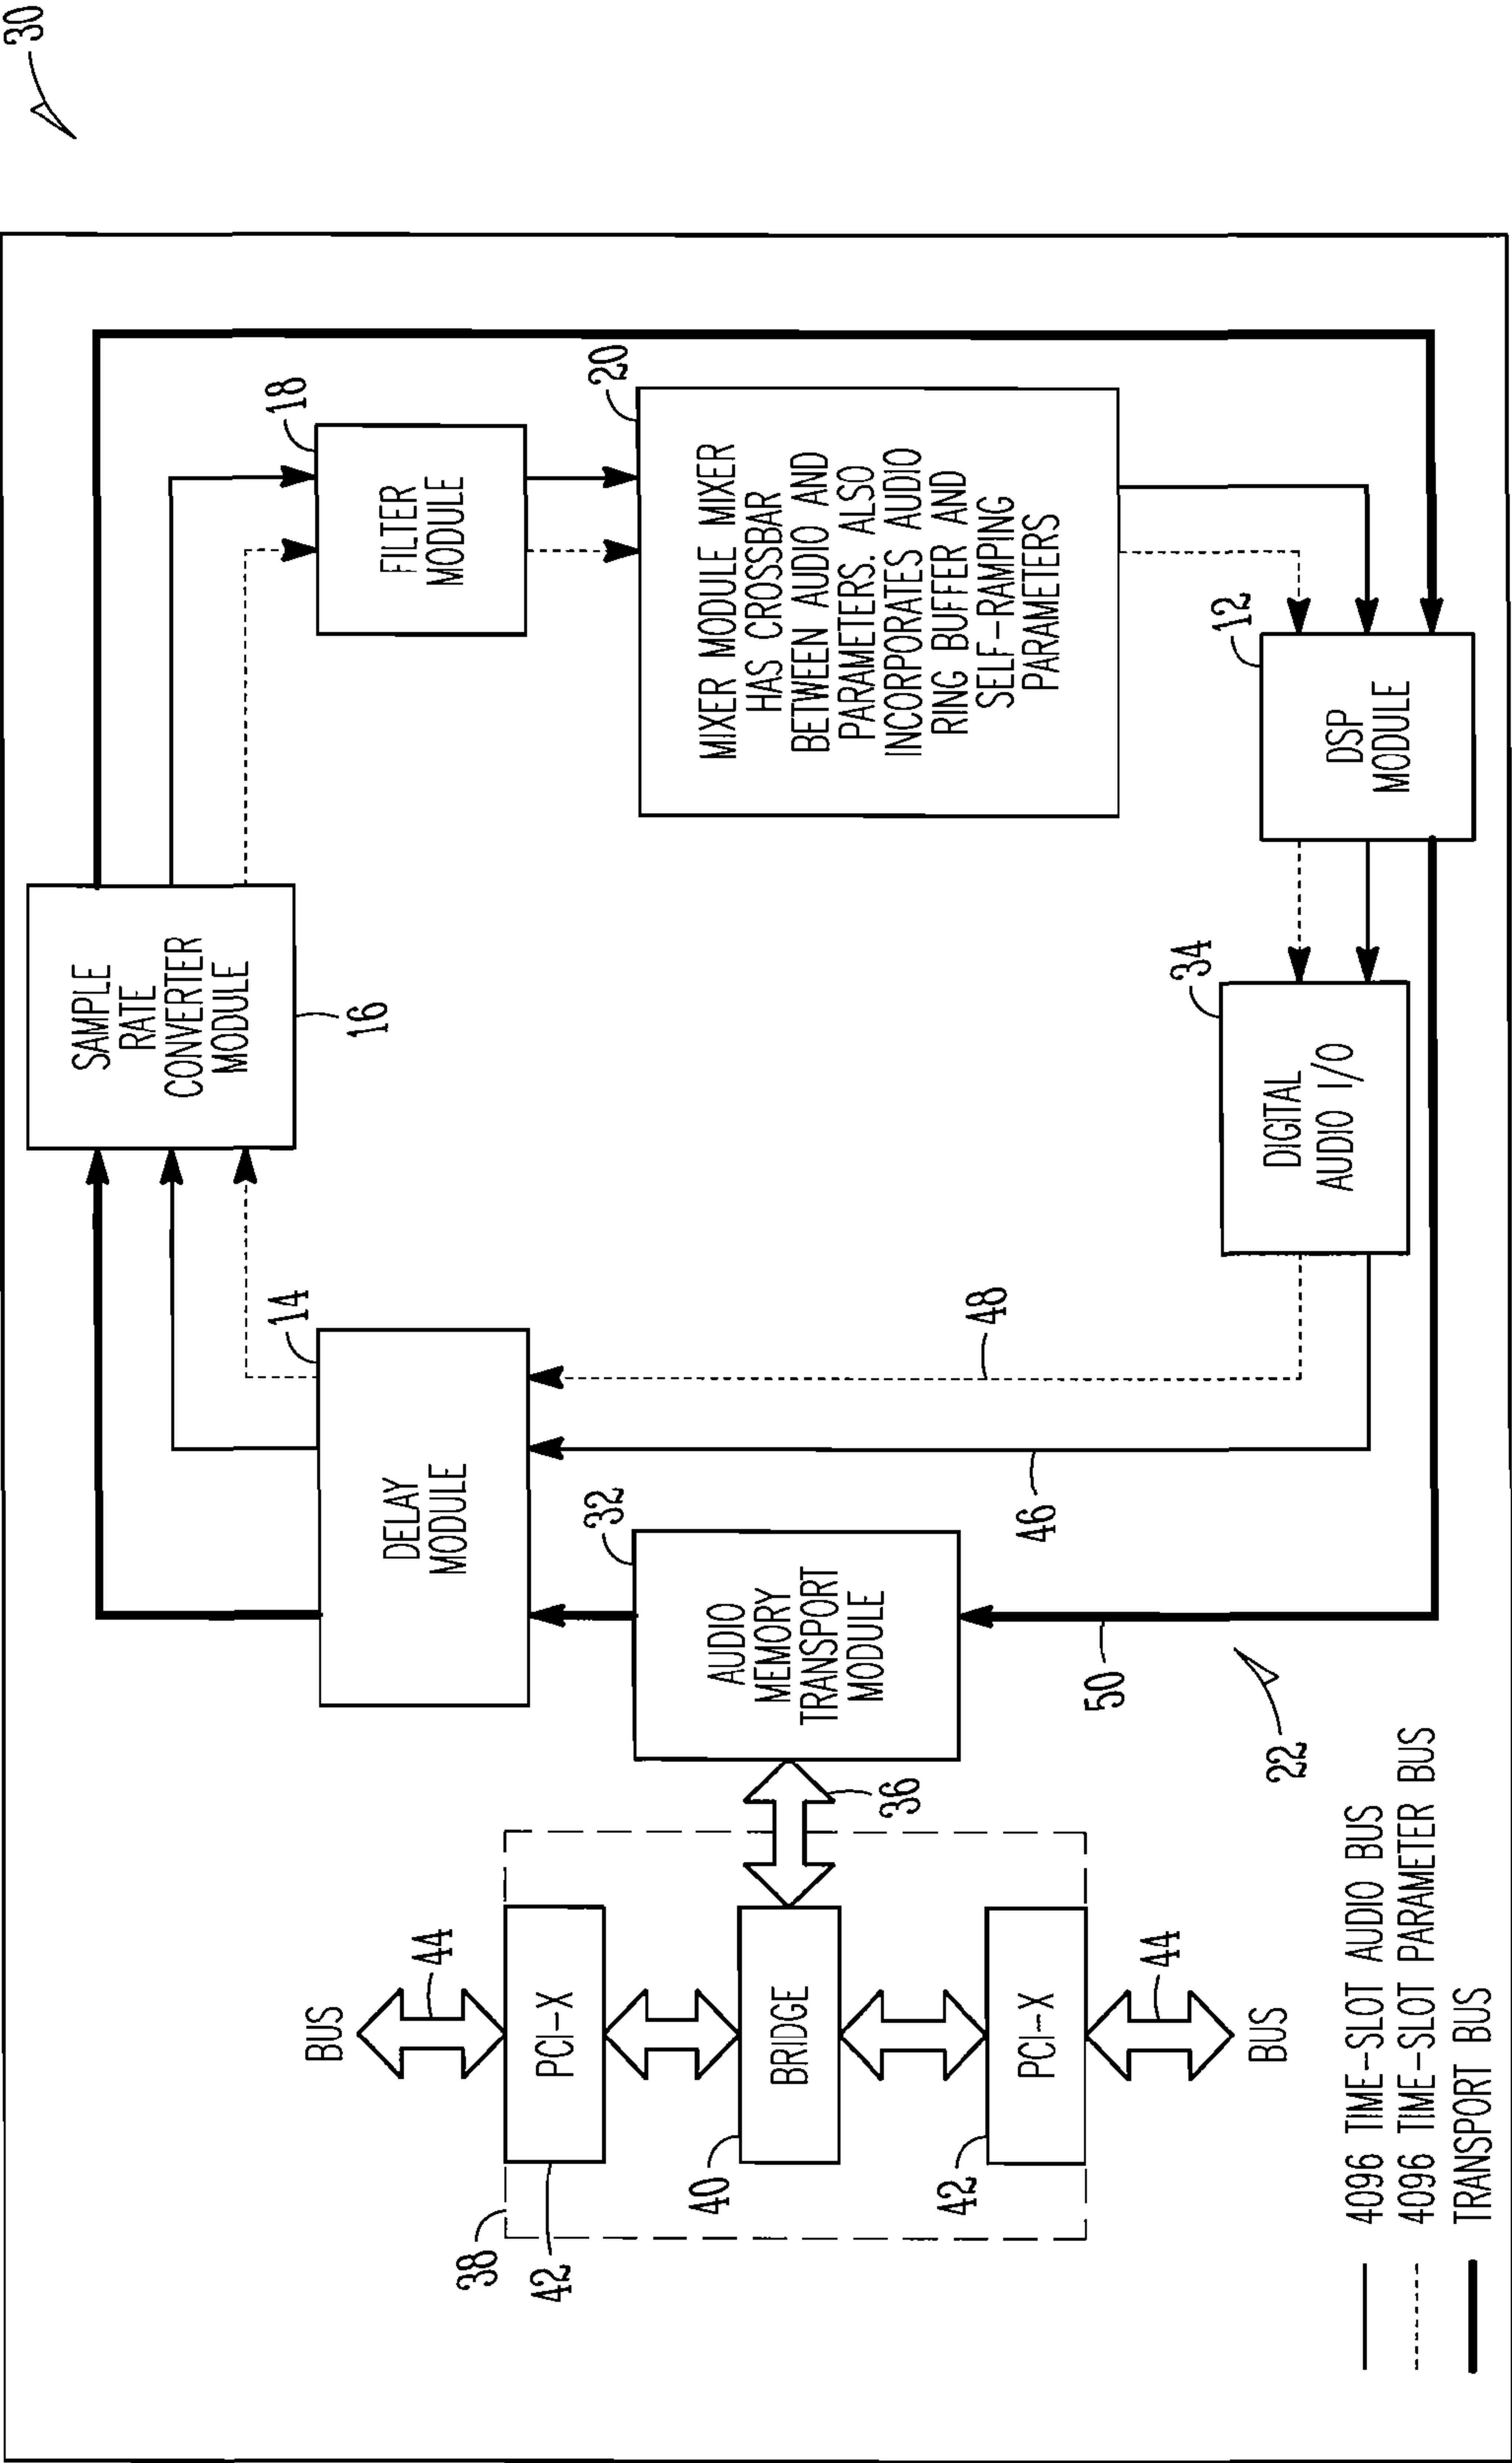 30
BUS
44
38
42
PCI-X
40
BRIDGE
42
PCI-X
44
BUS
36
AUDIO
MEMORY
TRANSPORT
MODULE
32
DELAY
MODULE
14
SAMPLE
RATE
CONVERTER
MODULE
16
FILTER
MODULE
18
MIXER MODULE MIXER
HAS CROSSBAR
BETWEEN AUDIO AND
PARAMETERS. ALSO
INCORPORATES AUDIO
RING BUFFER AND
SELF-RAMPING
PARAMETERS
20
DSP
MODULE
12
DIGITAL
AUDIO I/O
34
48
46
50
22
4096 TIME-SLOT AUDIO BUS
4096 TIME-SLOT PARAMETER BUS
TRANSPORT BUS